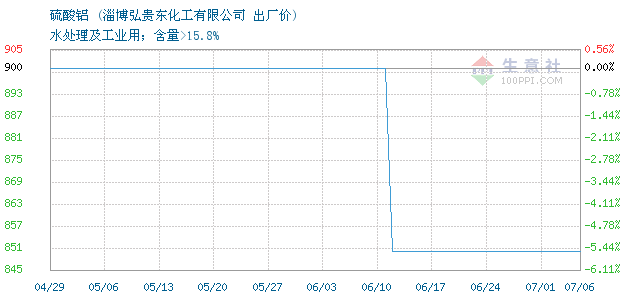 硫酸铝 (淄博弘贵东化工有限公司 出厂价)
水处理及工业用; 含量>15.8%
905 0.56%
900 0.00%
893 -0.78%
887 -1.44%
881 -2.11%
875 -2.78%
869 -3.44%
863 -4.11%
857 -4.78%
851 -5.44%
845 -6.11%
生意社
100PPI.COM
04/29 05/06 05/13 05/20 05/27 06/03 06/10 06/17 06/24 07/01 07/06